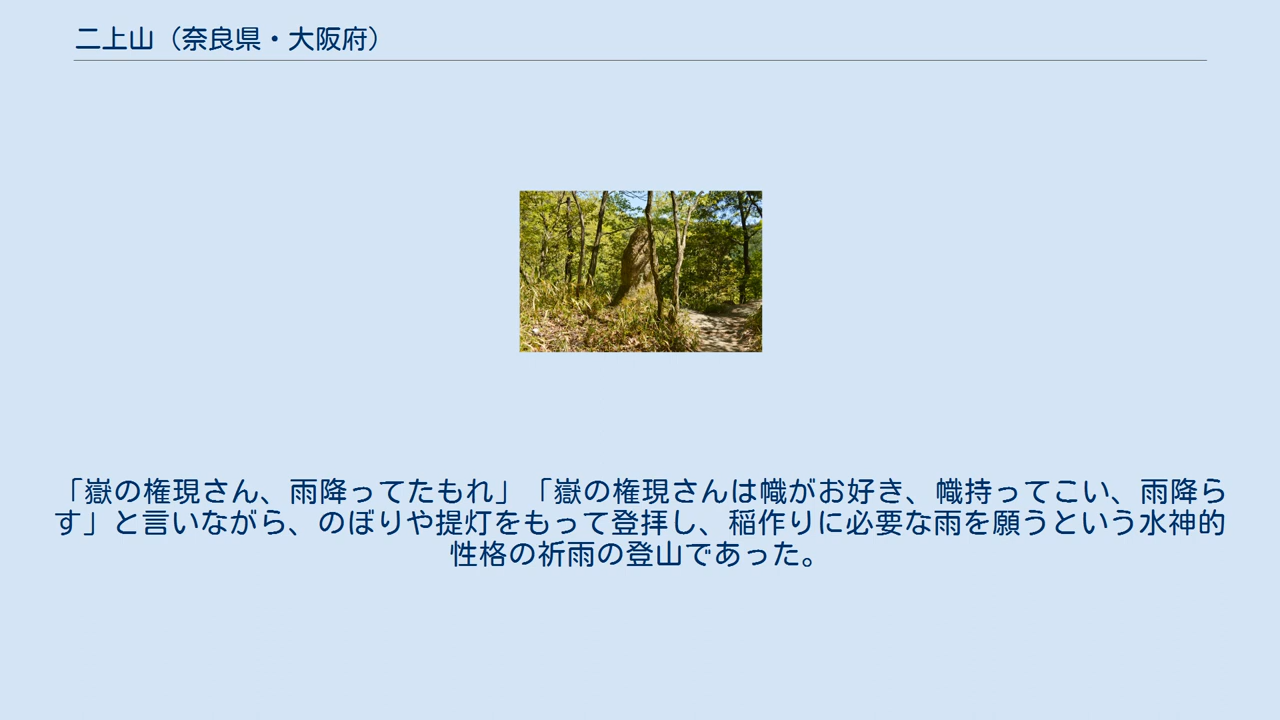 二上山（奈良県・大阪府）
「嶽の権現さん、雨降ってたもれ」「嶽の権現さんは幟がお好き、幟持ってこい、雨降ら
す」と言いながら、のぼりや提灯をもって登拝し、稲作りに必要な雨を願うという水神的
性格の祈雨の登山であった。